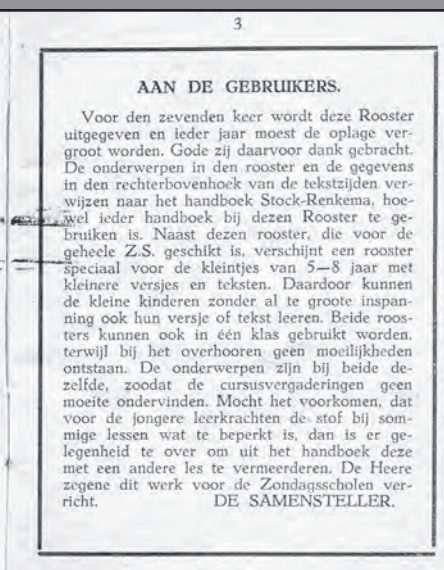 3
AAN DE GEBRUIKERS.
Voor den zevenden keer wordt deze Rooster
uitgegeven en ieder jaar moest de oplage ver-
groot worden. Gode zij daarvoor dank gebracht.
De onderwerpen in den rooster en de gegevens
in den rechterbovenhoek van de tekstzijden ver-
wijzen naar het handboek Stock-Renkema, hoe-
wel ieder handboek bij dezen Rooster te ge-
bruiken is. Naast dezen rooster, die voor de
geheele Z.S. geschikt is, verschijnt een rooster
speciaal voor de kleintjes van 5—8 jaar met
kleinere versjes en teksten. Daardoor kunnen
de kleine kinderen zonder al te groote inspan-
ning ook hun versje of tekst leeren. Beide roos-
ters kunnen ook in één klas gebruikt worden,
terwijl bij het overhooren geen moeilijkheden
ontstaan. De onderwerpen zijn bij beide de-
zelfde, zoodat de cursusvergaderingen geen
moeite ondervinden. Mocht het voorkomen, dat
voor de jongere leerkrachten de stof bij som-
mige lessen wat te beperkt is, dan is er ge-
legenheid te over om uit het handboek deze
met een andere les te vermeerderen. De Heere
zegene dit werk voor de Zondagsscholen ver-
richt. DE SAMENSTELLER.